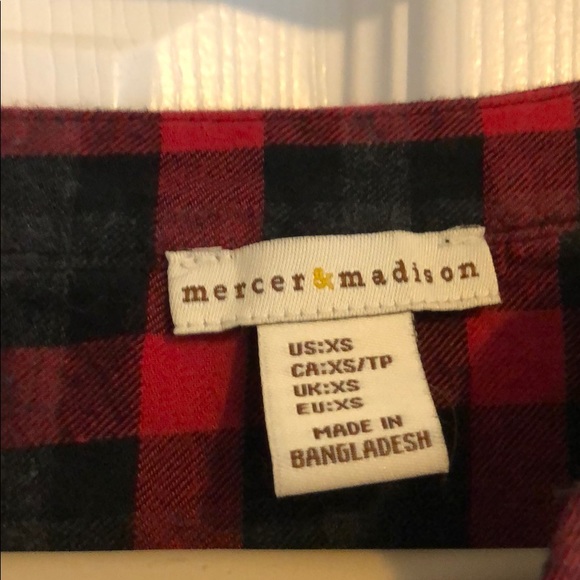 mercer&madison
US:XS
CA:XS/TP
UK:XS
EU:XS
MADE IN
BANGLADESH